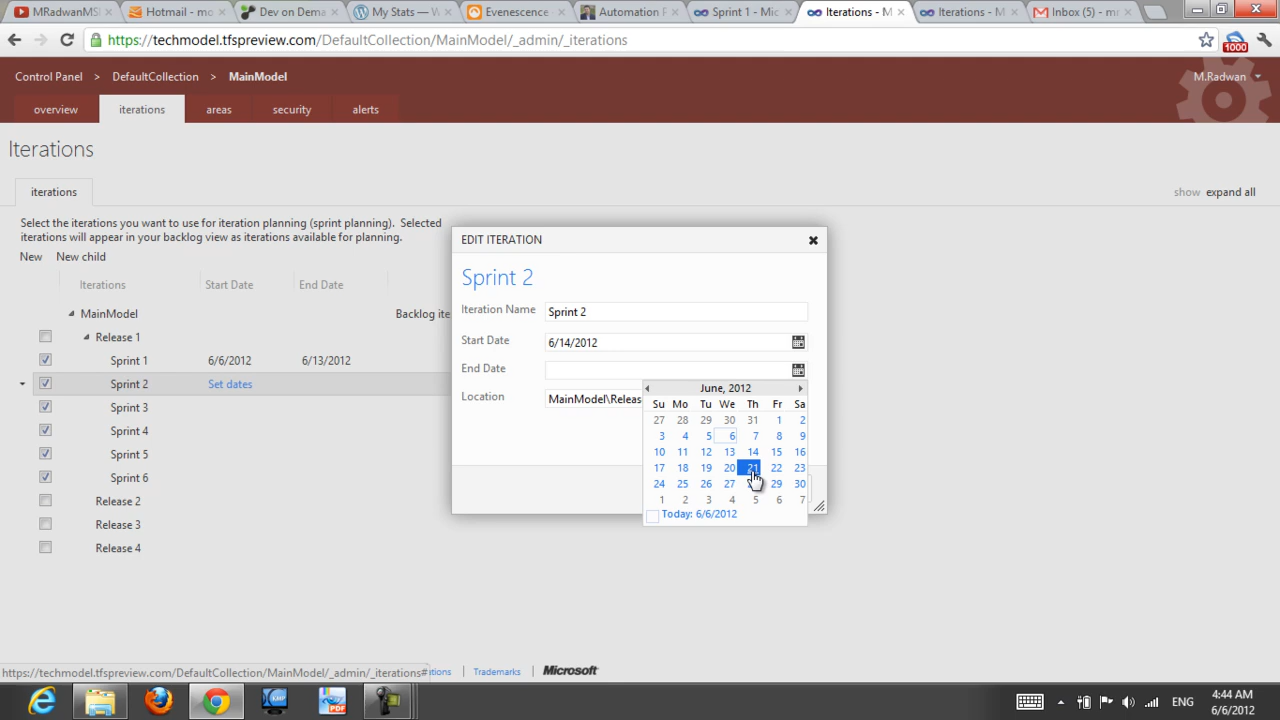 MRadwanMS
Hotmail - mo
Dev on Dema
My Stats — W
Evenescence
Automation F
Sprint 1 - Mic
Iterations - M
Iterations - M
Inbox (5) - mr
https://techmodel.tfspreview.com/DefaultCollection/MainModel/_admin/_iterations
1000
Control Panel > DefaultCollection > MainModel
M.Radwan
overview iterations areas security alerts
Iterations
iterations
show expand all
Select the iterations you want to use for iteration planning (sprint planning). Selected
iterations will appear in your backlog view as iterations available for planning.
New New child
Iterations Start Date End Date
MainModel Backlog ite
Release 1
Sprint 1 6/6/2012 6/13/2012
Sprint 2 Set dates
Sprint 3
Sprint 4
Sprint 5
Sprint 6
Release 2
Release 3
Release 4
EDIT ITERATION
Sprint 2
Iteration Name Sprint 2
Start Date 6/14/2012
End Date
Location MainModel\Releas
June, 2012
Su Mo Tu We Th Fr Sa
27 28 29 30 31 1 2
3 4 5 6 7 8 9
10 11 12 13 14 15 16
17 18 19 20 21 22 23
24 25 26 27 29 30
1 2 3 4 5 6 7
Today: 6/6/2012
https://techmodel.tfspreview.com/DefaultCollection/MainModel/_admin/_iterations#
itions | Trademarks | Microsoft
KMP
PDF
ENG
4:44 AM
6/6/2012